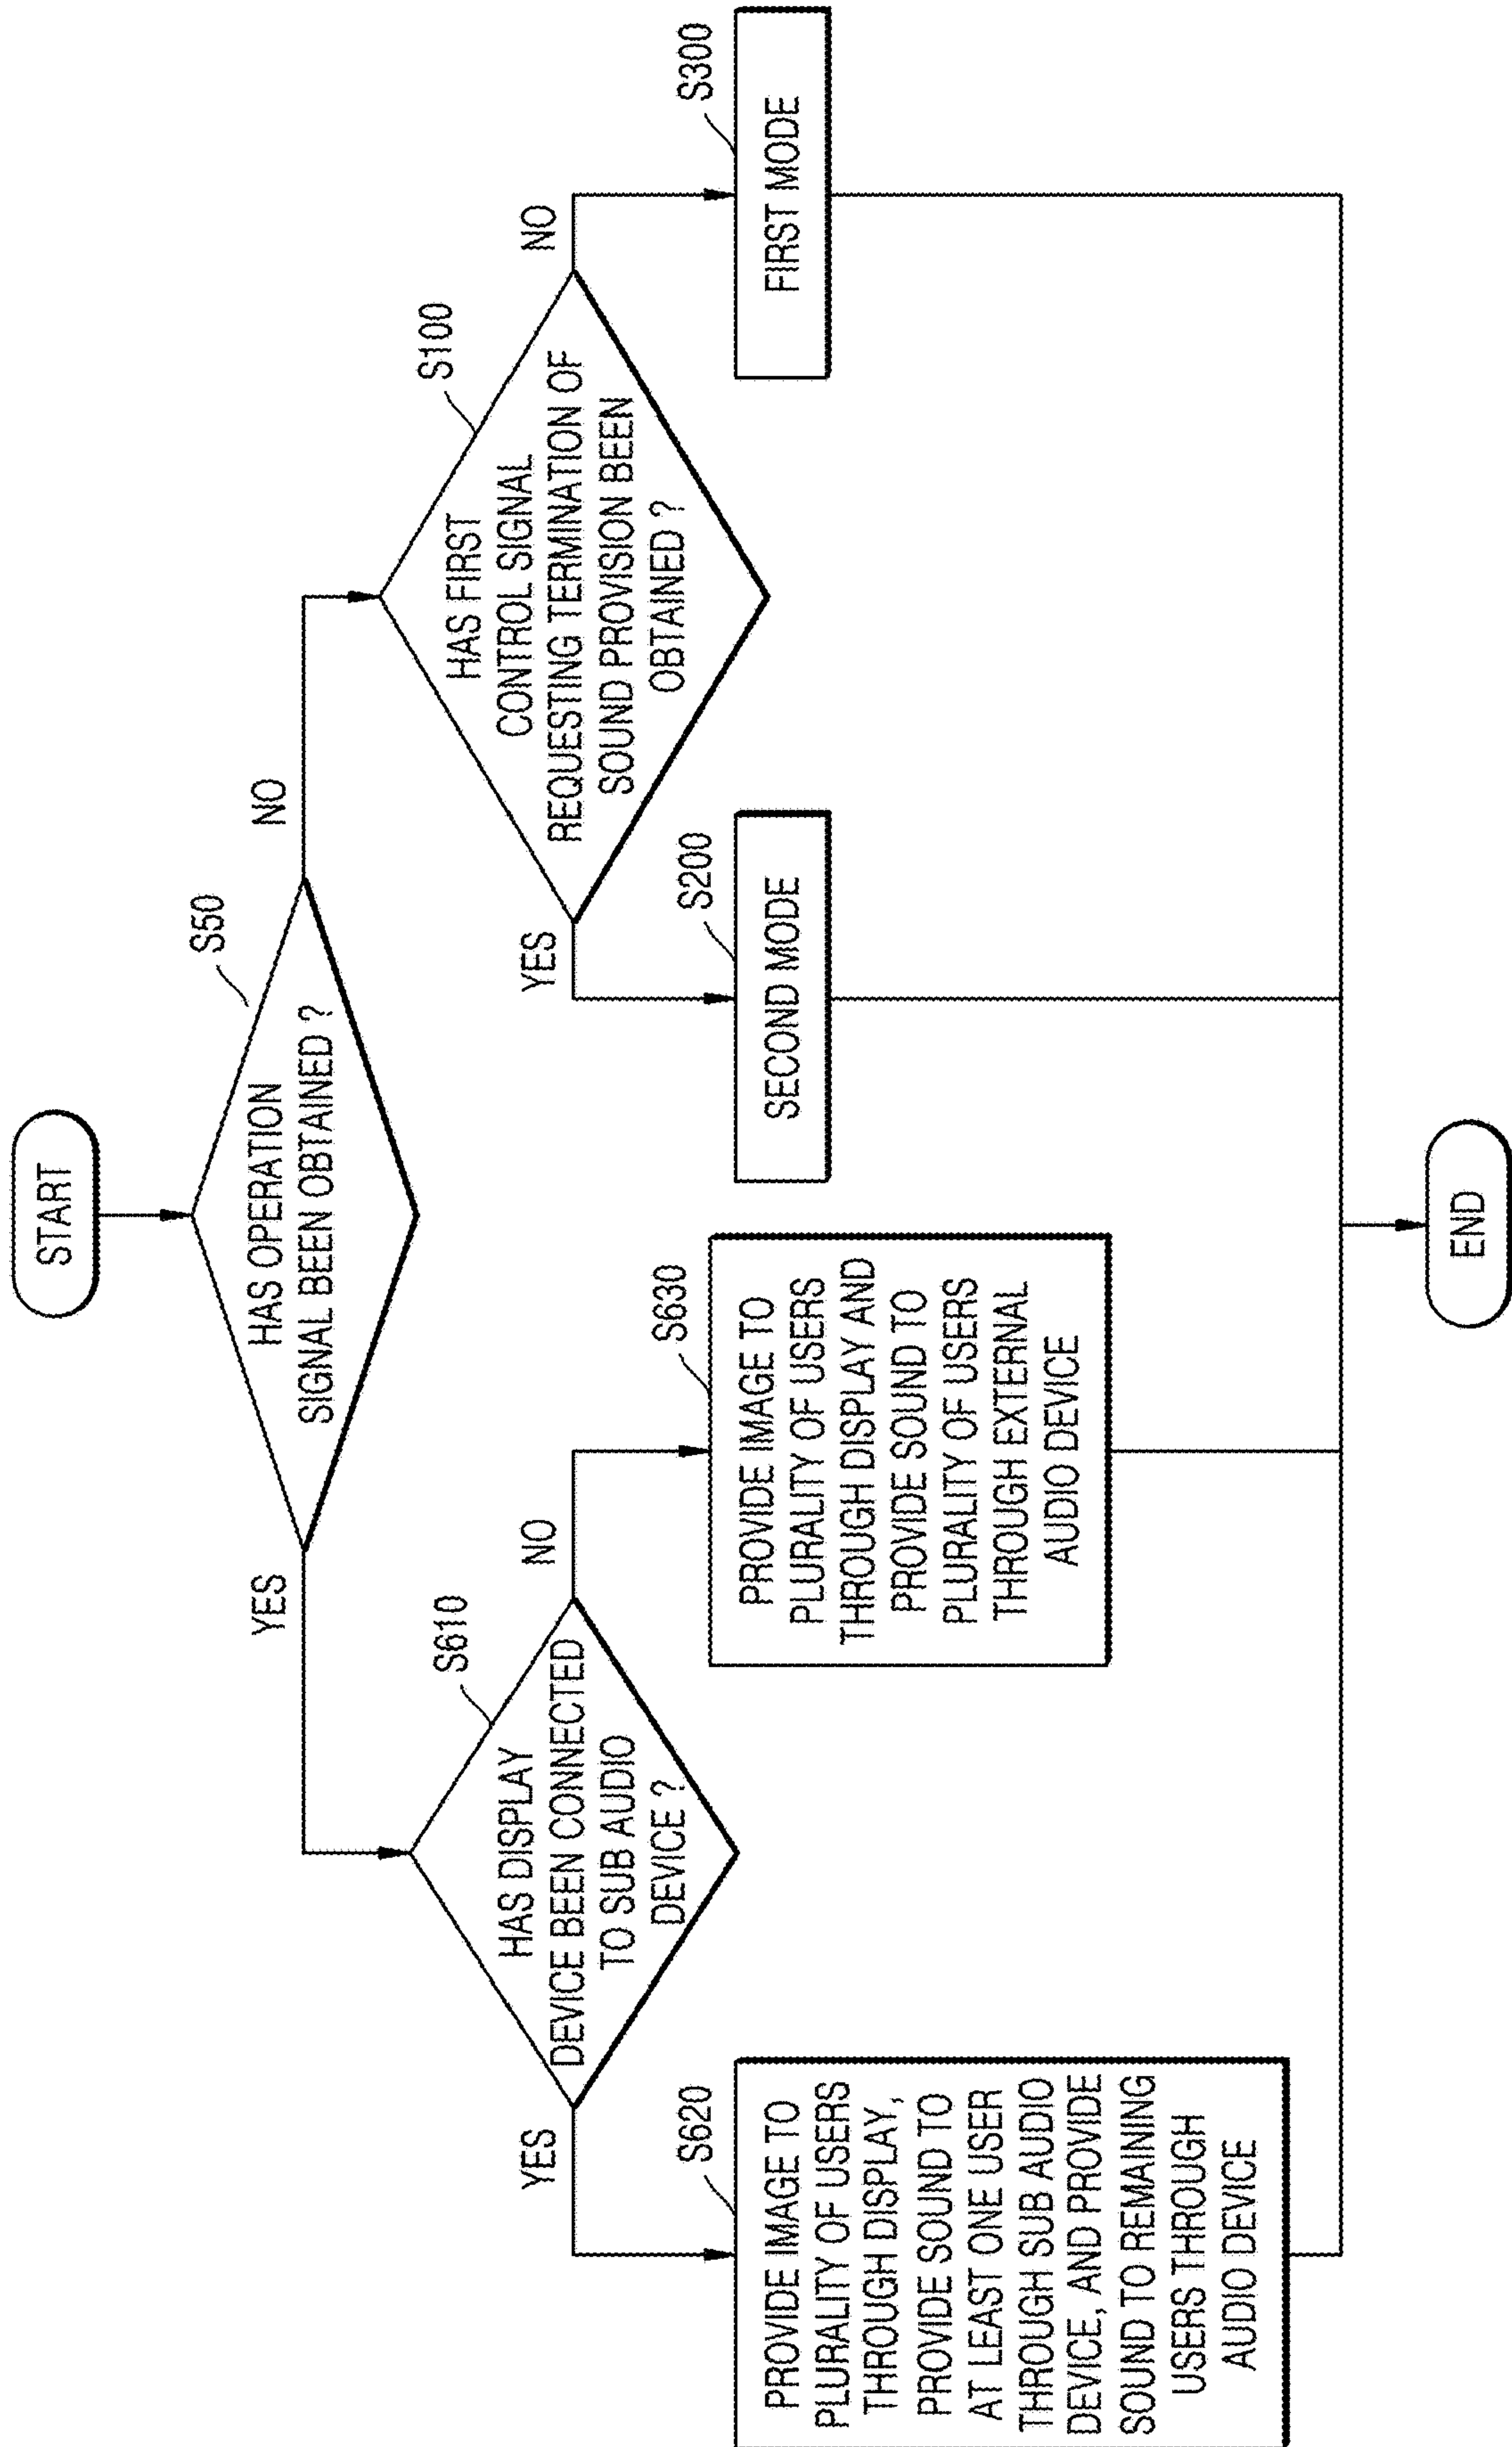 START
HAS OPERATION
SIGNAL BEEN OBTAINED ?
S50
YES
NO
HAS DISPLAY
DEVICE BEEN CONNECTED
TO SUB AUDIO
DEVICE ?
S610
HAS FIRST
CONTROL SIGNAL
REQUESTING TERMINATION OF
SOUND PROVISION BEEN
OBTAINED ?
S100
YES
NO
YES
NO
S620
PROVIDE IMAGE TO
PLURALITY OF USERS
THROUGH DISPLAY,
PROVIDE SOUND TO
AT LEAST ONE USER
THROUGH SUB AUDIO
DEVICE, AND PROVIDE
SOUND TO REMAINING
USERS THROUGH
AUDIO DEVICE
S630
PROVIDE IMAGE TO
PLURALITY OF USERS
THROUGH DISPLAY AND
PROVIDE SOUND TO
PLURALITY OF USERS
THROUGH EXTERNAL
AUDIO DEVICE
S200
SECOND MODE
S300
FIRST MODE
END